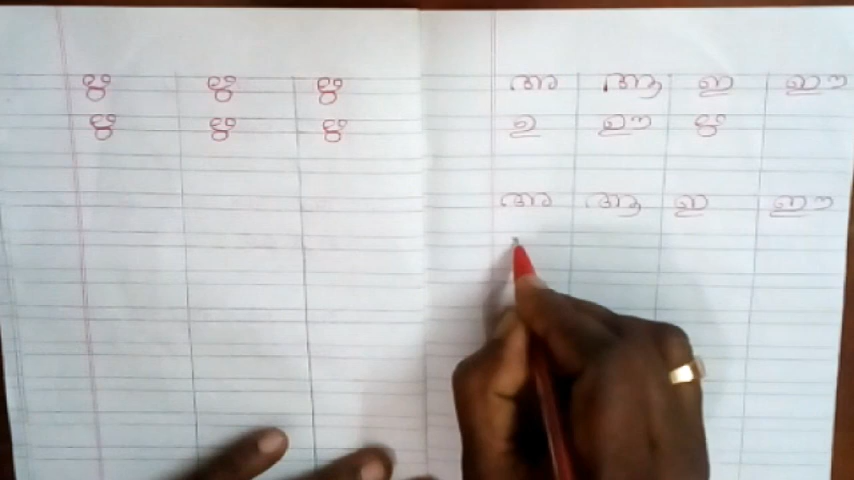 ഋ ഋ ഋ
ഋ ഋ ഋ
അ ആ ഇ ഈ
ഉ ഊ ഋ
അ ആ ഇ ഈ